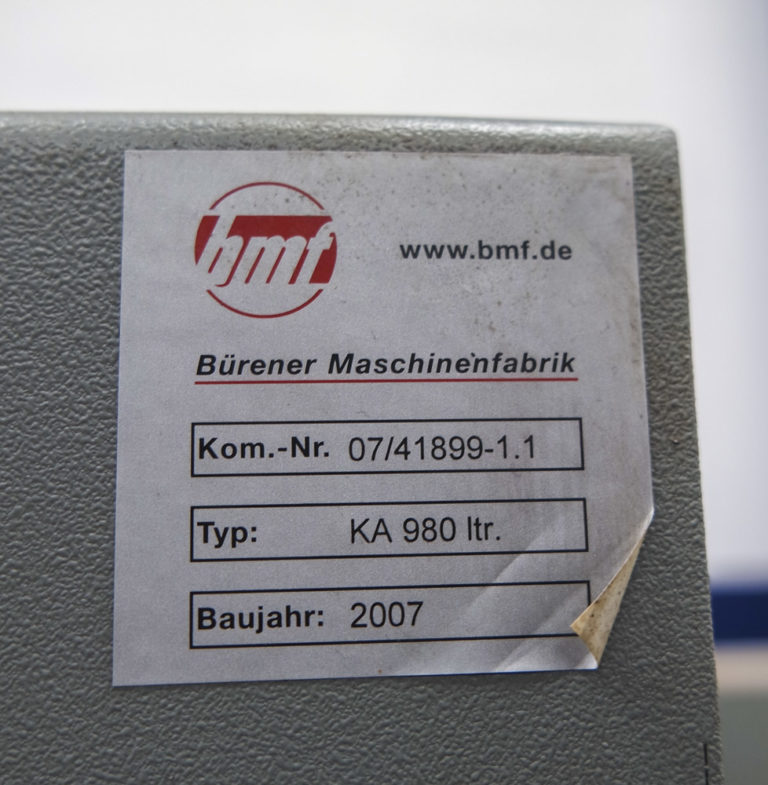 bmf
www.bmf.de
Bürener Maschinenfabrik
Kom.-Nr. 07/41899-1.1
Typ: KA 980 ltr.
Baujahr: 2007